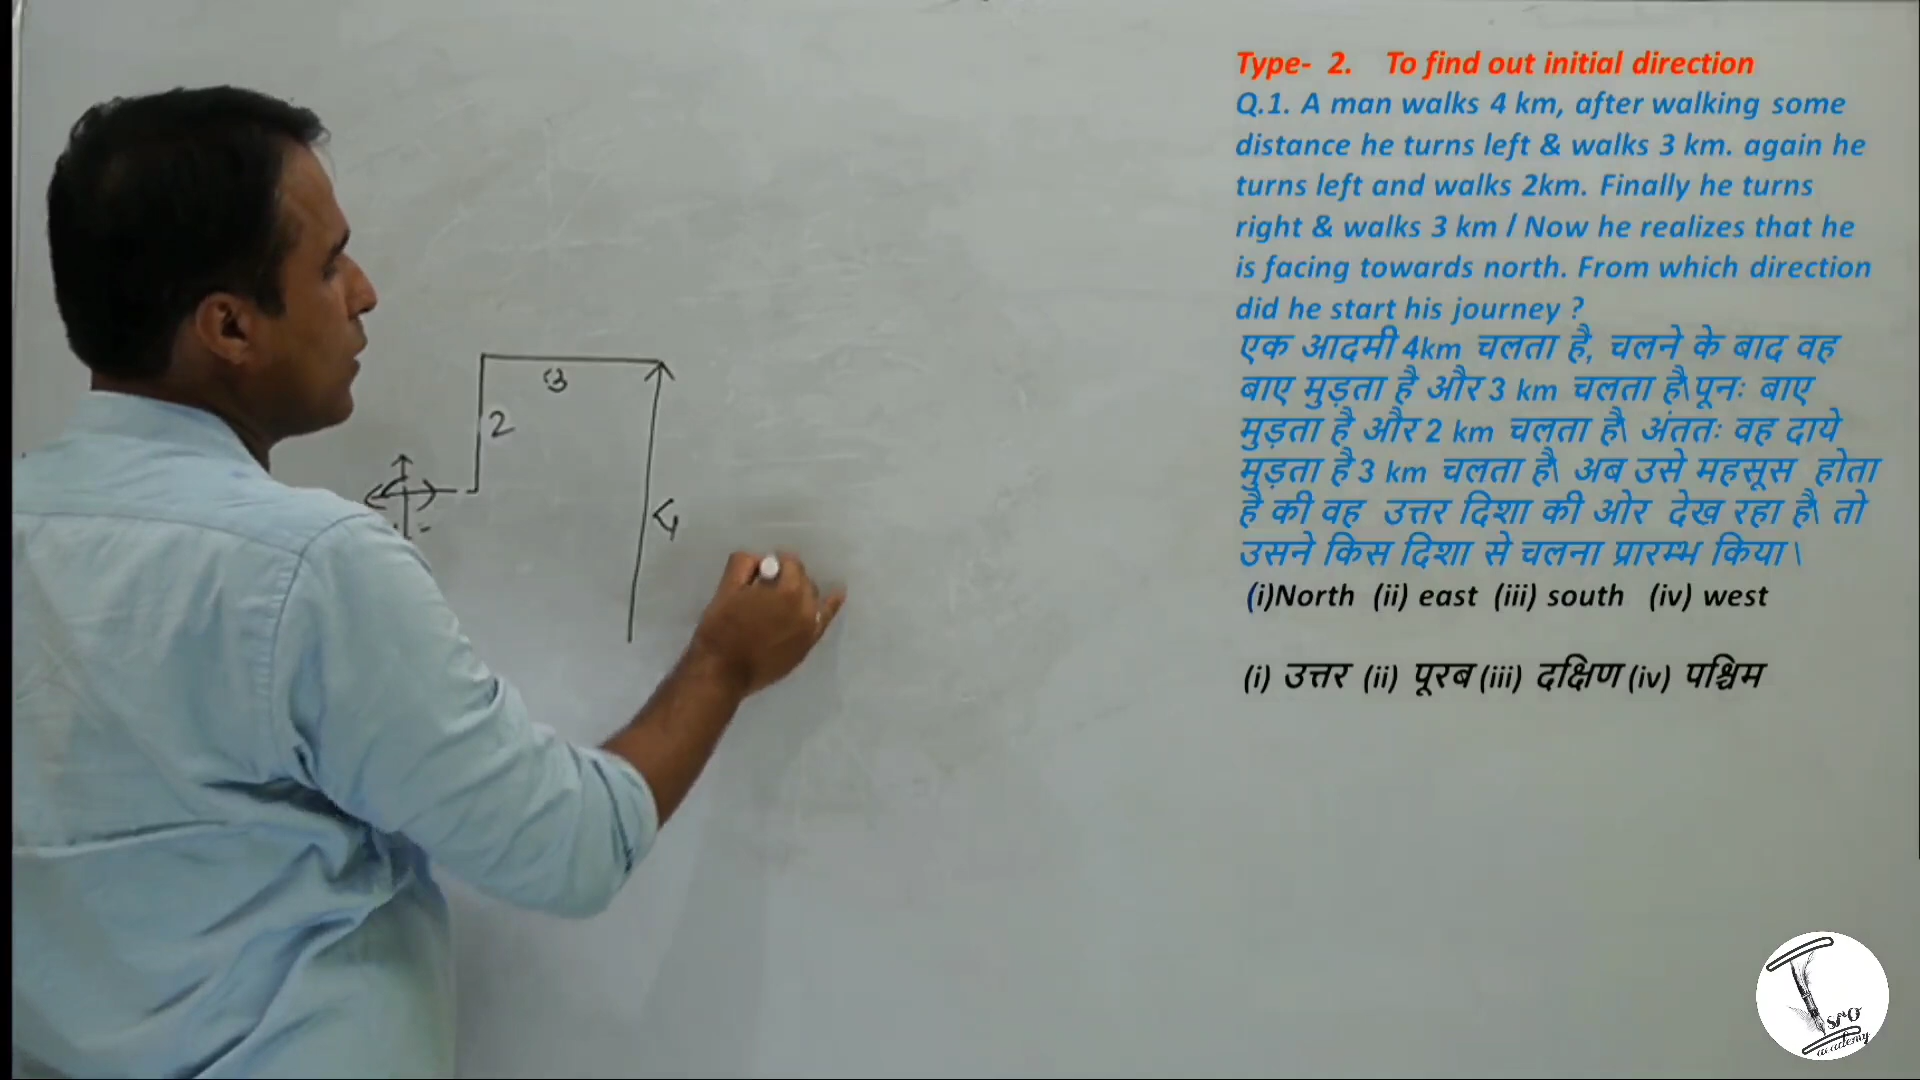 Type- 2. To find out initial direction
Q.1. A man walks 4 km, after walking some
distance he turns left & walks 3 km. again he
turns left and walks 2km. Finally he turns
right & walks 3 km / Now he realizes that he
is facing towards north. From which direction
did he start his journey ?
एक आदमी 4km चलता है, चलने के बाद वह
बाए मुड़ता है और 3 km चलता है\ पूनः बाए
मुड़ता है और 2 km चलता है\ अंततः वह दाये
मुड़ता है 3 km चलता है\ अब उसे महसूस होता
है की वह उत्तर दिशा की ओर देख रहा है\ तो
उसने किस दिशा से चलना प्रारम्भ किया \
(i)North (ii) east (iii) south (iv) west
(i) उत्तर (ii) पूरब (iii) दक्षिण (iv) पश्चिम
3
2
4
Isro
academy